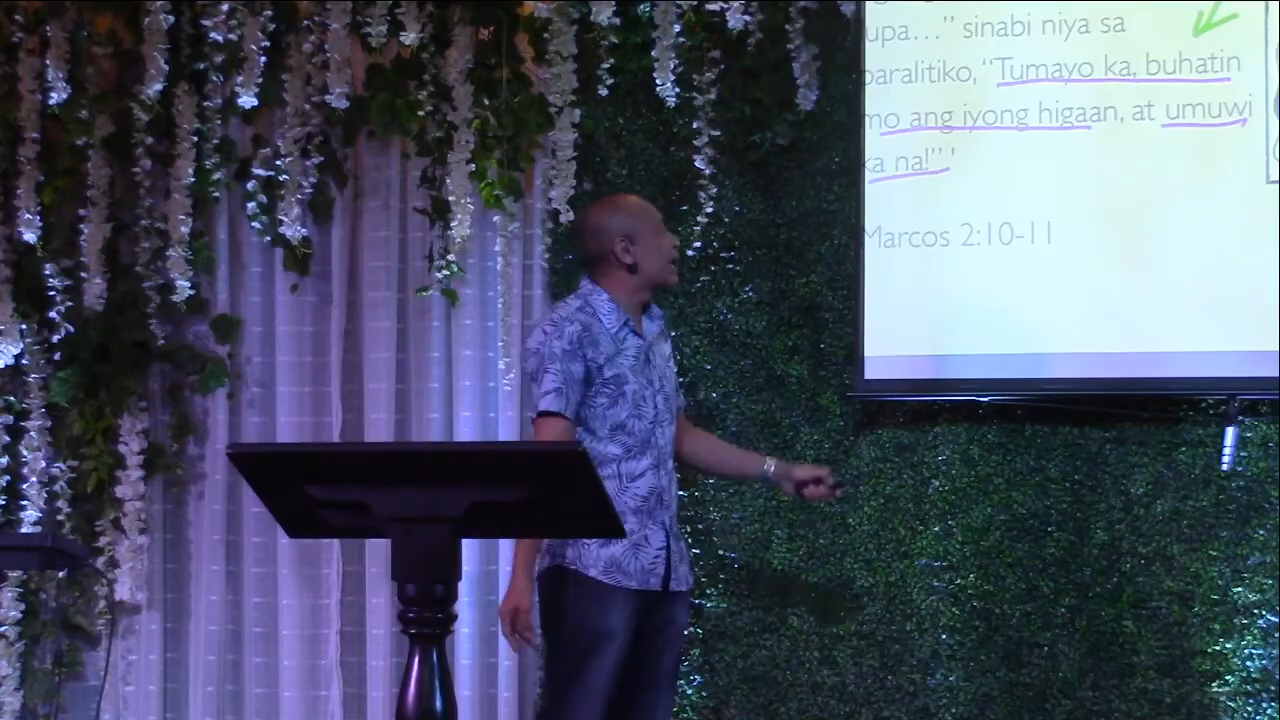 upa…” sinabi niya sa
paralitiko, “Tumayo ka, buhatin
mo ang iyong higaan, at umuwi
ka na!” ’
Marcos 2:10-11